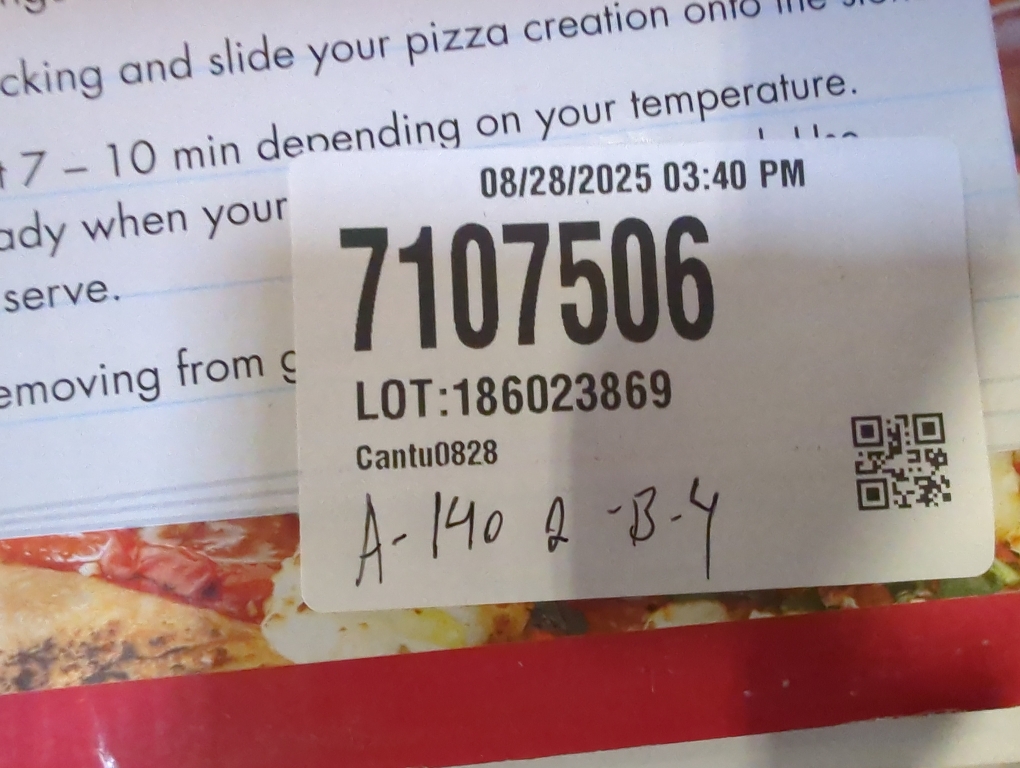 cking and slide your pizza creation onto the
7 – 10 min depending on your temperature.
ady when your
serve.
emoving from g
08/28/2025 03:40 PM
7107506
LOT:186023869
Cantu0828
A-140 2 -B-4